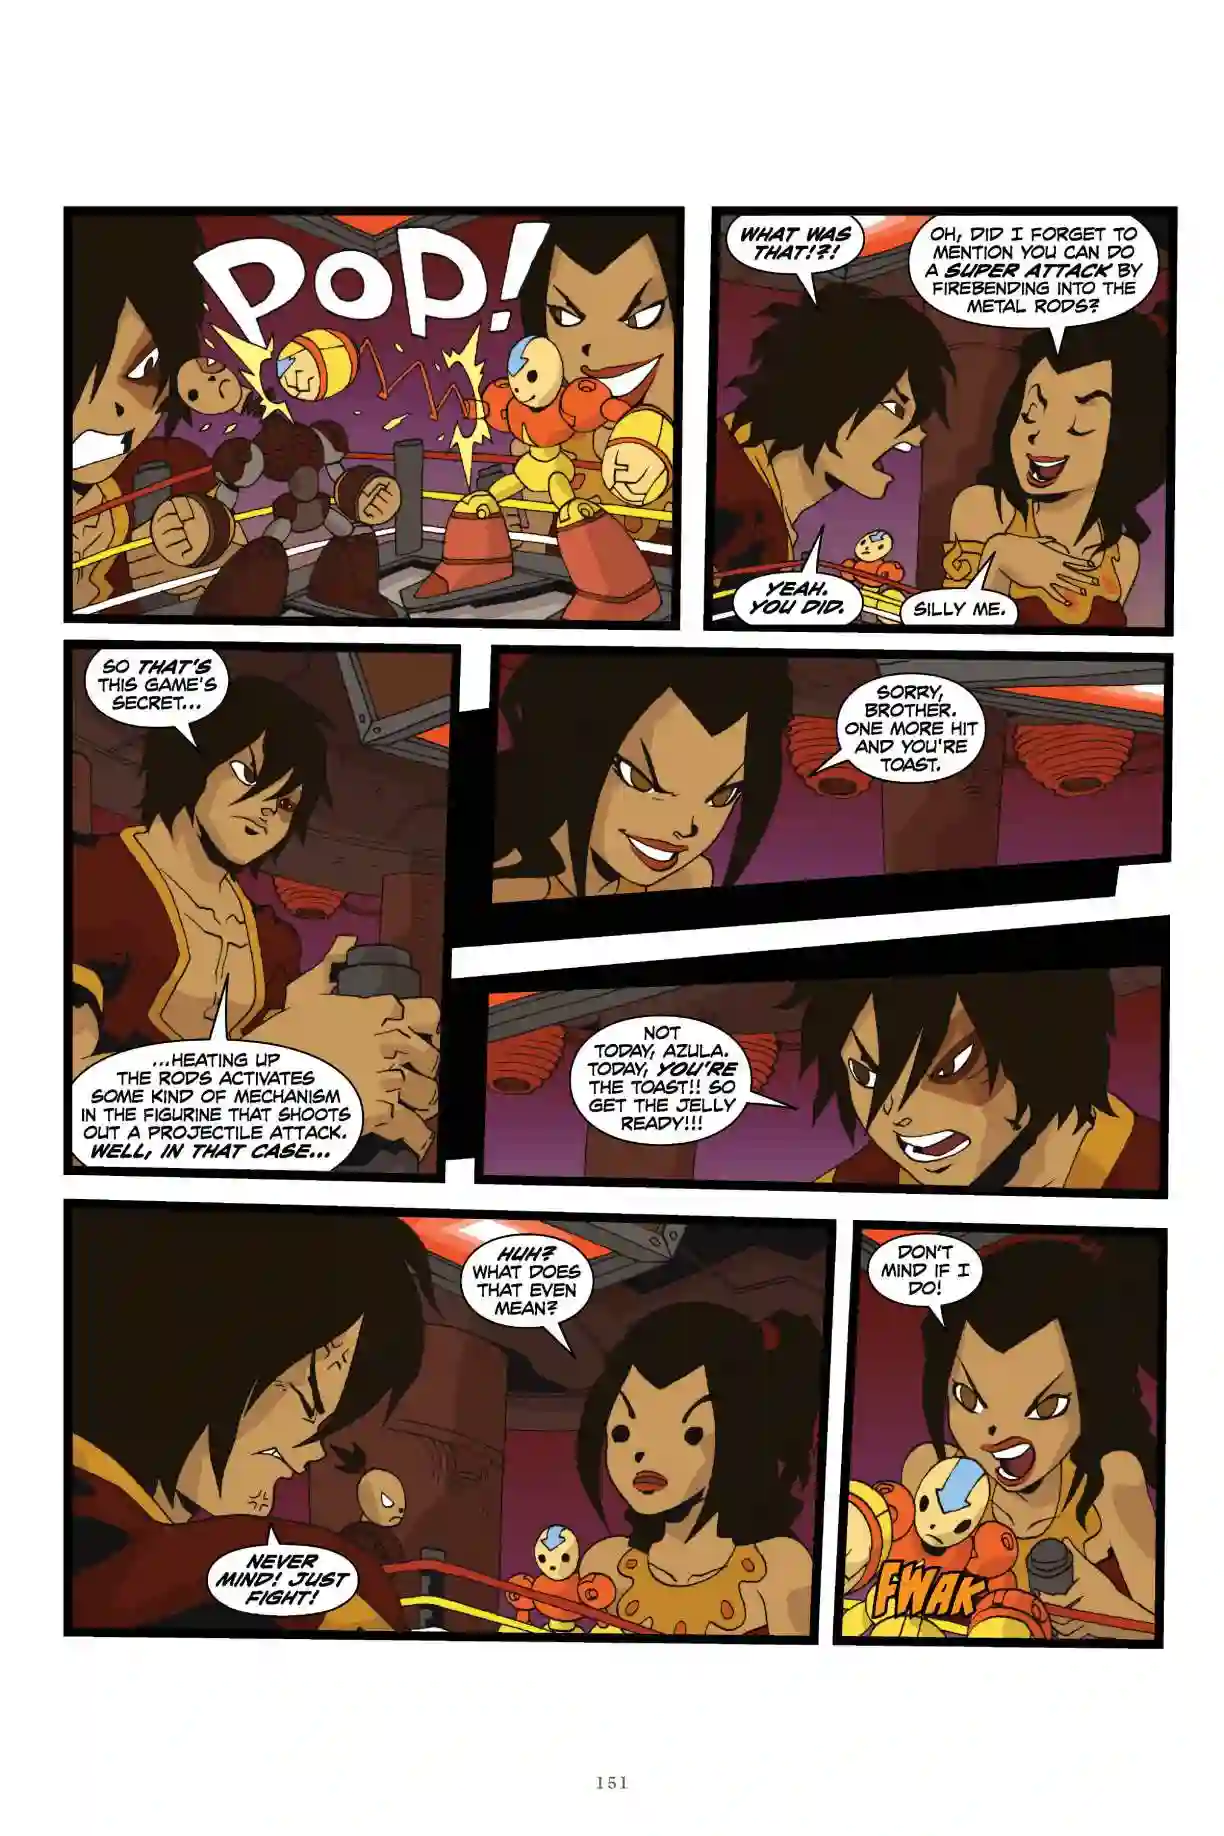 POP!
WHAT WAS
THAT!?!
OH, DID I FORGET TO
MENTION YOU CAN DO
A SUPER ATTACK BY
FIREBENDING INTO THE
METAL RODS?
YEAH.
YOU DID.
SILLY ME.
SO THAT'S
THIS GAME'S
SECRET...
...HEATING UP
THE RODS ACTIVATES
SOME KIND OF MECHANISM
IN THE FIGURINE THAT SHOOTS
OUT A PROJECTILE ATTACK.
WELL, IN THAT CASE...
SORRY,
BROTHER.
ONE MORE HIT
AND YOU'RE
TOAST.
NOT
TODAY, AZULA.
TODAY, YOU'RE
THE TOAST!! SO
GET THE JELLY
READY!!!
HUH?
WHAT DOES
THAT EVEN
MEAN?
NEVER
MIND! JUST
FIGHT!
DON'T
MIND IF I
DO!
FWAK
151